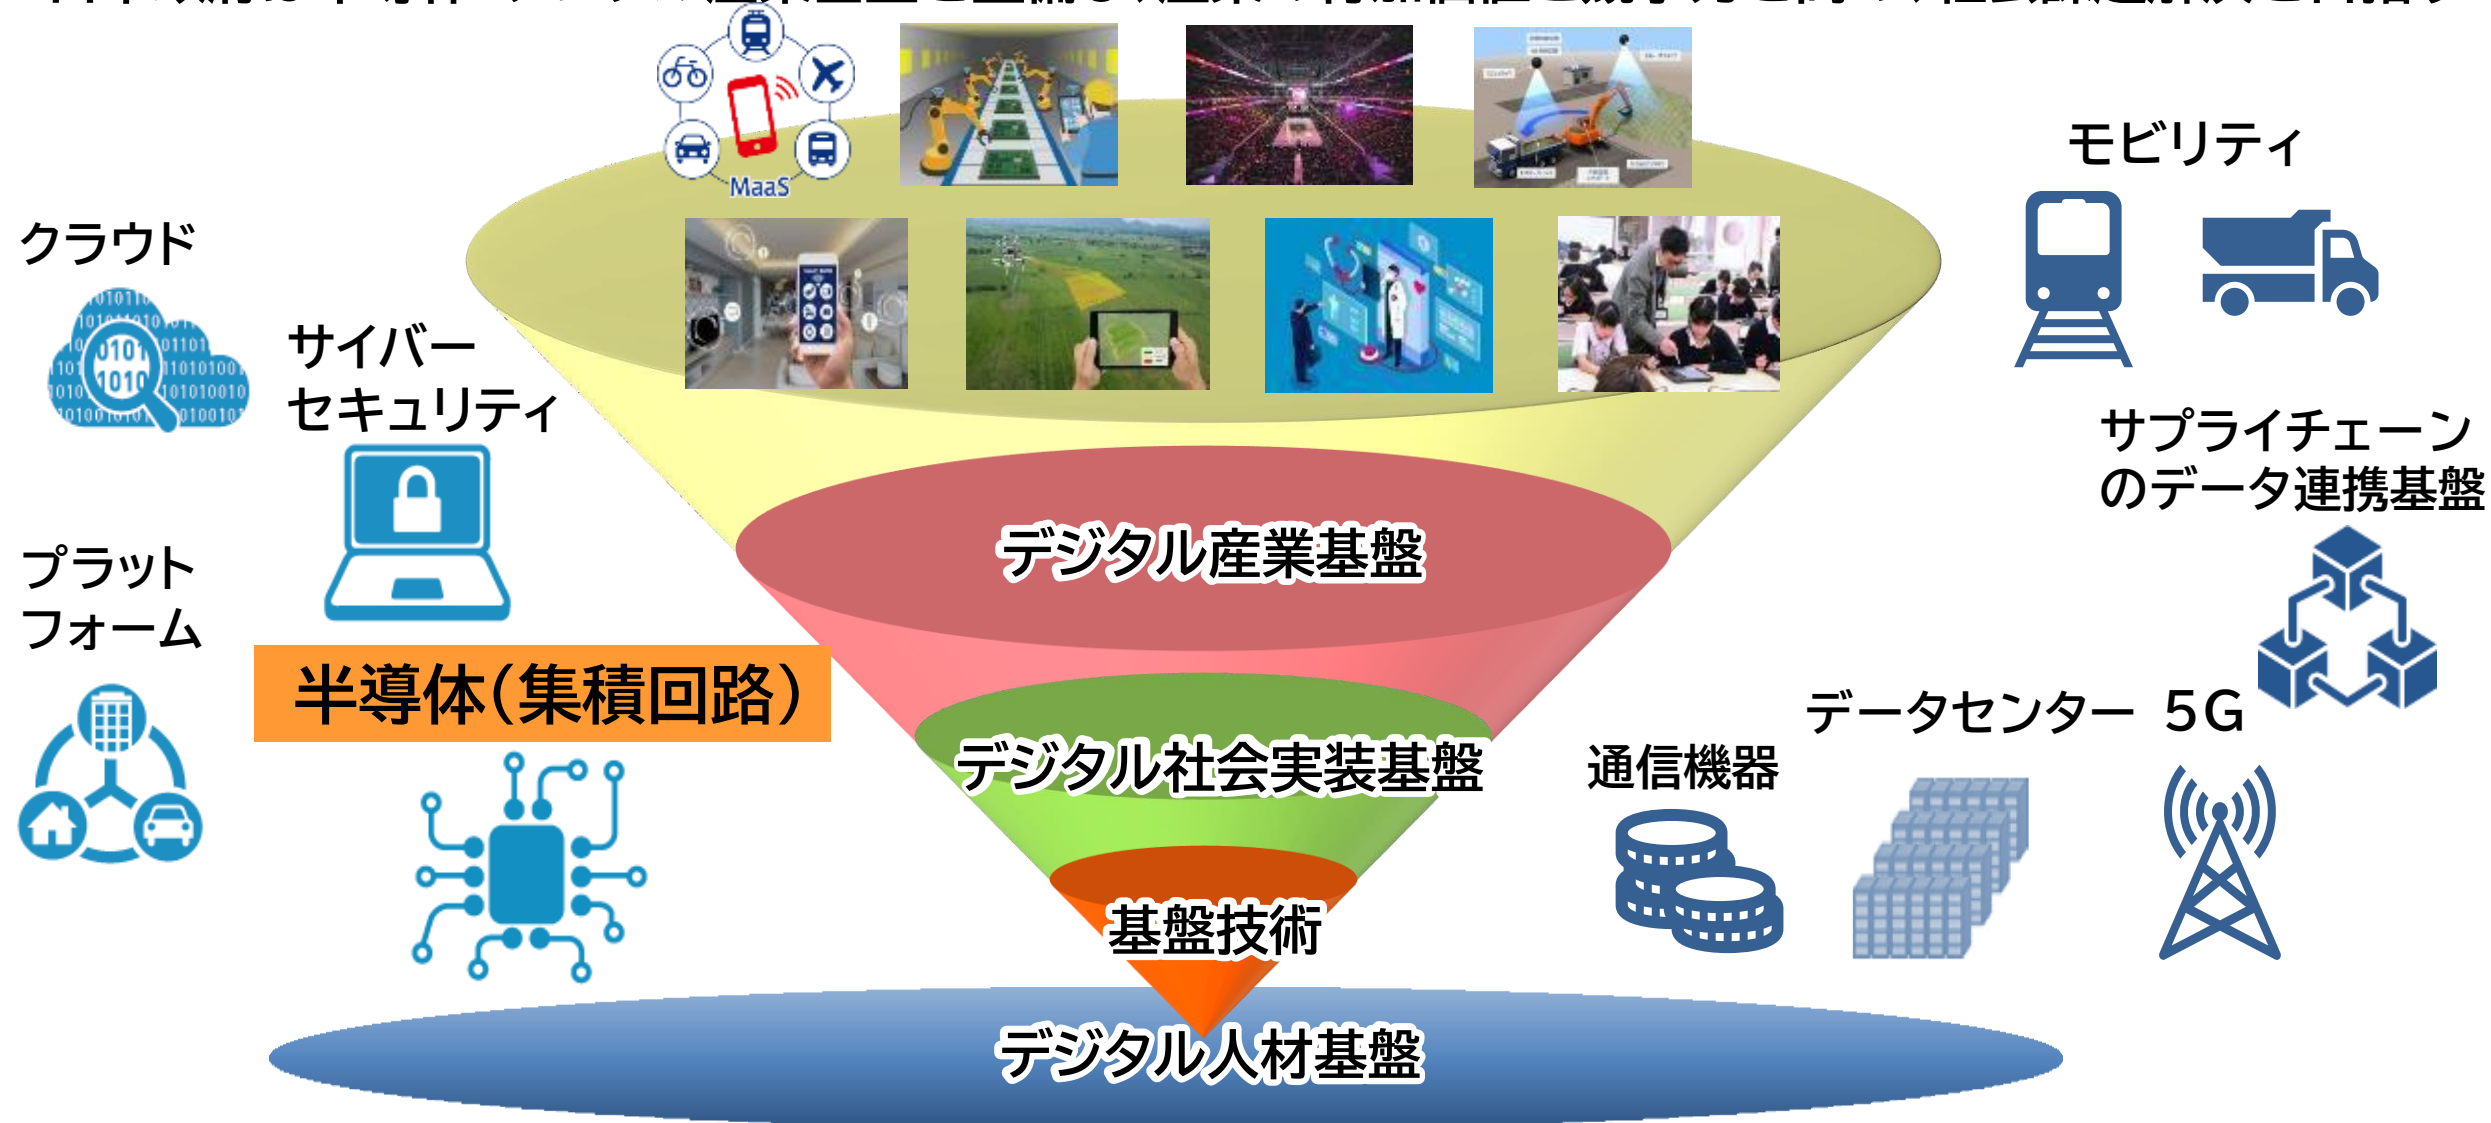 MaaS
モビリティ
クラウド
サイバー
セキュリティ
サプライチェーン
のデータ連携基盤
デジタル産業基盤
プラット
フォーム
半導体(集積回路)
デジタル社会実装基盤
データセンター
5G
通信機器
基盤技術
デジタル人材基盤